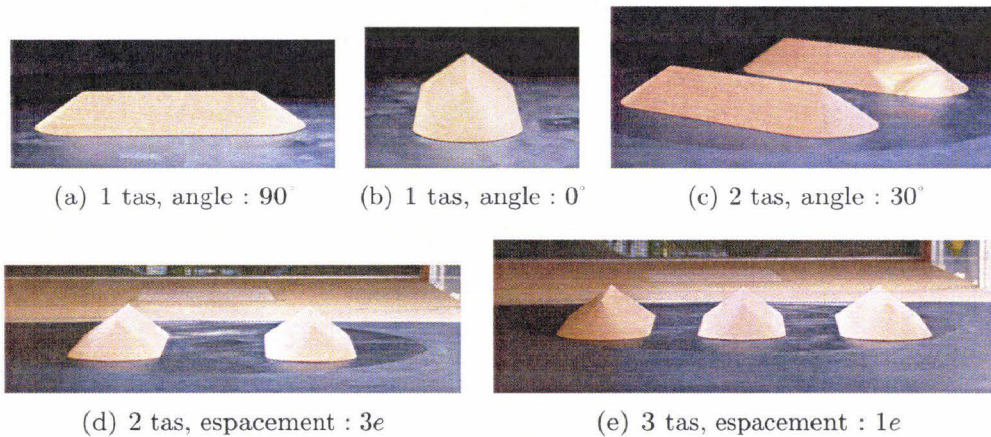 (a) 1 tas, angle : 90°
(b) 1 tas, angle : 0°
(c) 2 tas, angle : 30°
(d) 2 tas, espacement : 3e
(e) 3 tas, espacement : 1e